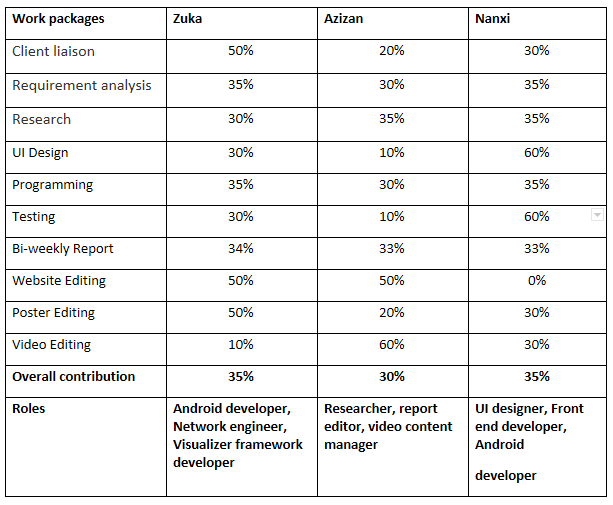 Work packages Zuka Azizan Nanxi
Client liaison 50% 20% 30%
Requirement analysis 35% 30% 35%
Research 30% 35% 35%
UI Design 30% 10% 60%
Programming 35% 30% 35%
Testing 30% 10% 60%
Bi-weekly Report 34% 33% 33%
Website Editing 50% 50% 0%
Poster Editing 50% 20% 30%
Video Editing 10% 60% 30%
Overall contribution 35% 30% 35%
Roles
Android developer,
Network engineer,
Visualizer framework
developer
Researcher, report
editor, video content
manager
UI designer, Front
end developer,
Android
developer